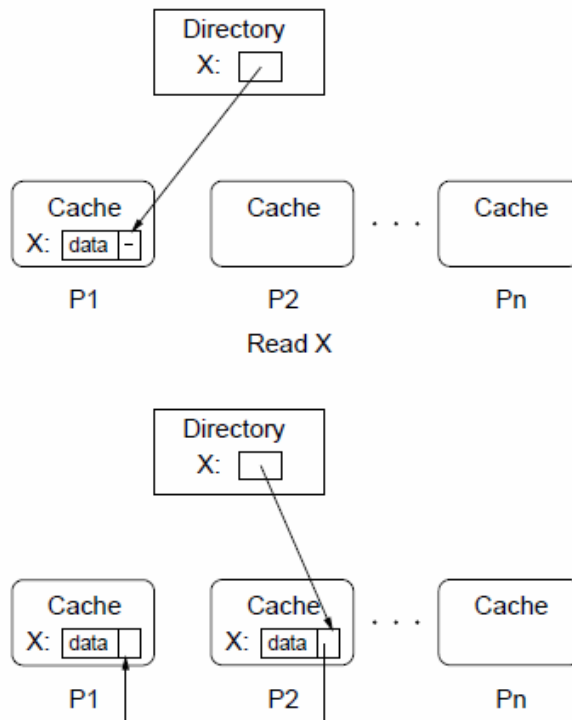 Directory
X:
Cache Cache . . . Cache
X: data -
P1 P2 Pn
Read X
Directory
X:
Cache Cache . . . Cache
X: data X: data
P1 P2 Pn